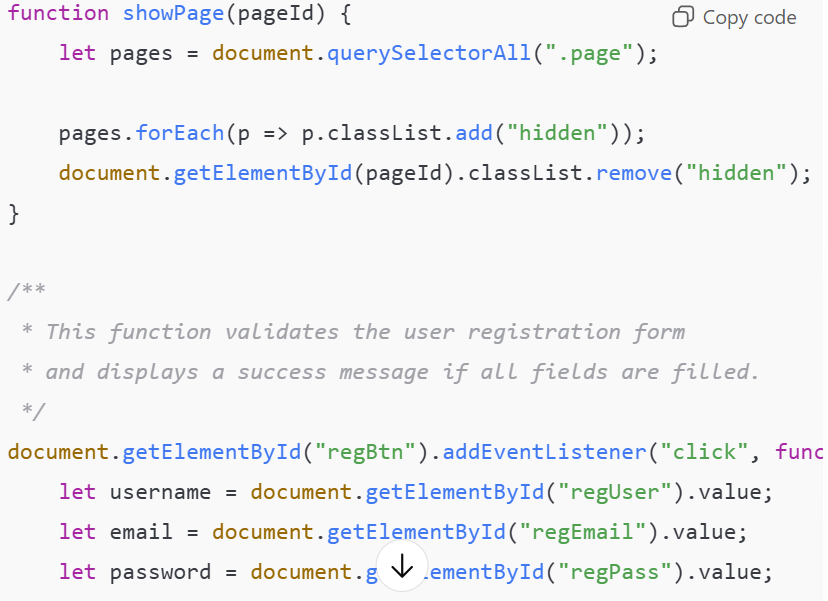 function showPage(pageId) {
Copy code
    let pages = document.querySelectorAll(".page");

    pages.forEach(p => p.classList.add("hidden"));
    document.getElementById(pageId).classList.remove("hidden");
}

/**
 * This function validates the user registration form
 * and displays a success message if all fields are filled.
 */
document.getElementById("regBtn").addEventListener("click", func
    let username = document.getElementById("regUser").value;
    let email = document.getElementById("regEmail").value;
    let password = document.g ementById("regPass").value;